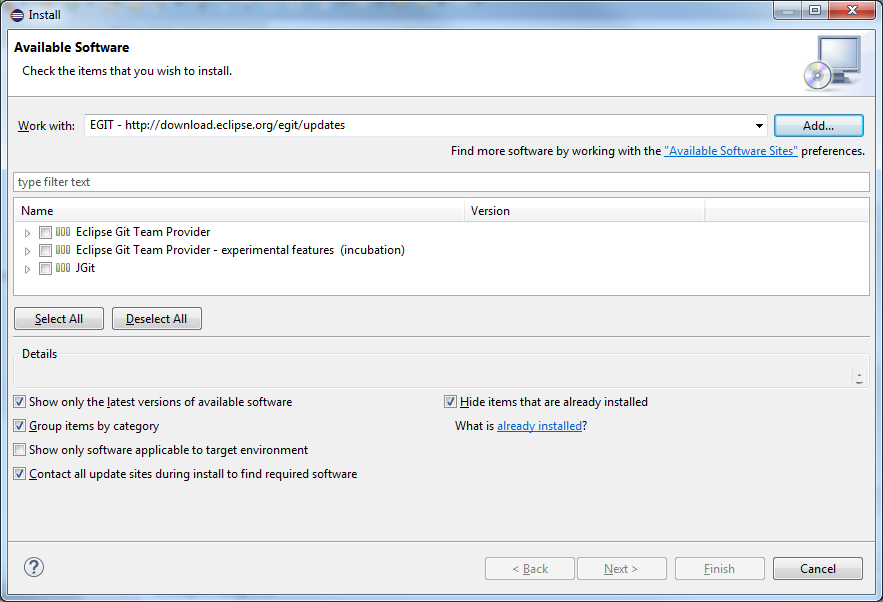 Install
Available Software
Check the items that you wish to install.
Work with: EGIT - http://download.eclipse.org/egit/updates Add...
Find more software by working with the "Available Software Sites" preferences.
type filter text
Name Version
Eclipse Git Team Provider
Eclipse Git Team Provider - experimental features (incubation)
JGit
Select All Deselect All
Details
Show only the latest versions of available software Hide items that are already installed
Group items by category What is already installed?
Show only software applicable to target environment
Contact all update sites during install to find required software
? < Back Next > Finish Cancel